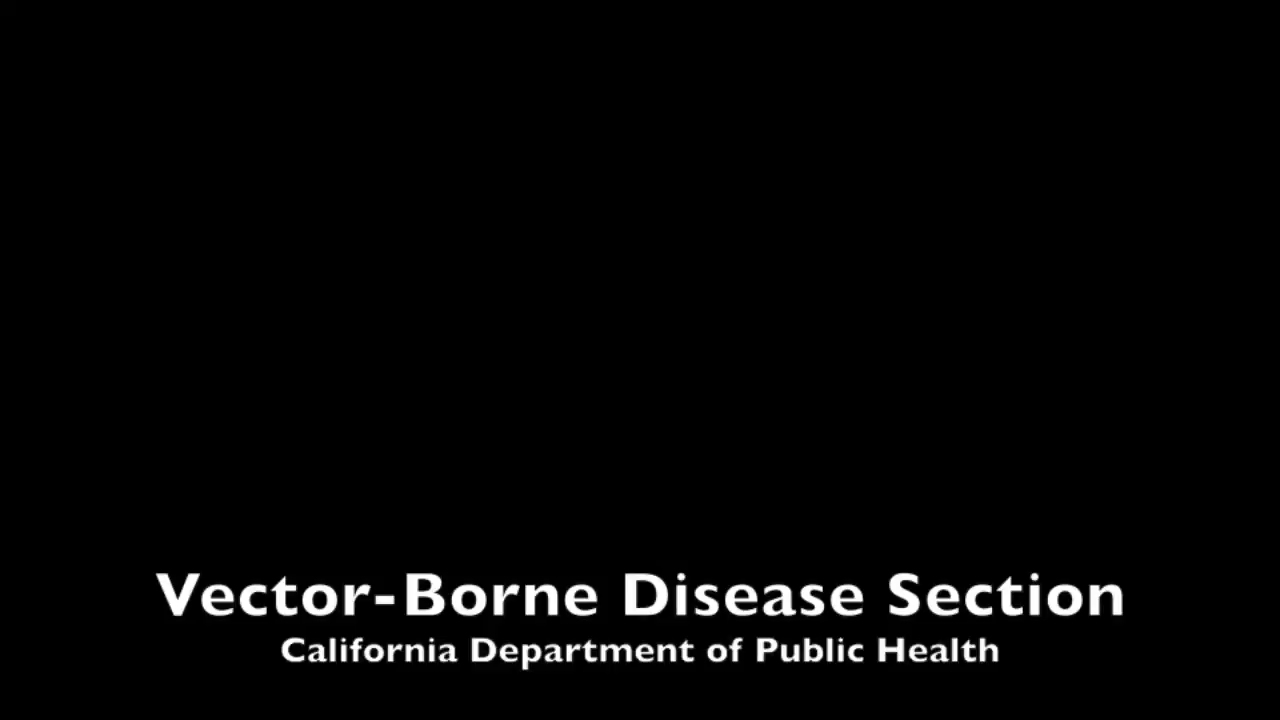 Vector-Borne Disease Section
California Department of Public Health